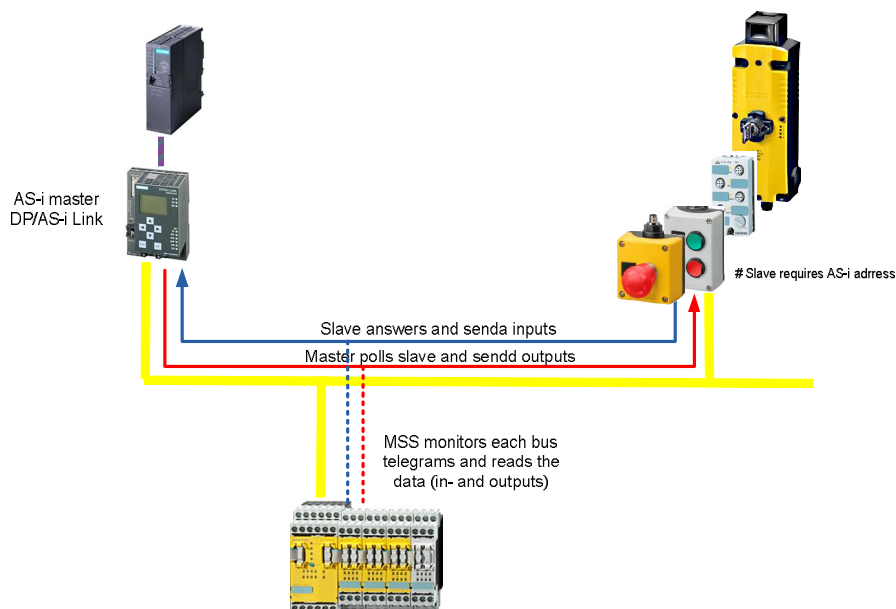 AS-i master
DP/AS-i Link
# Slave requires AS-i adrress
Slave answers and senda inputs
Master polls slave and sendd outputs
MSS monitors each bus
telegrams and reads the
data (in- and outputs)